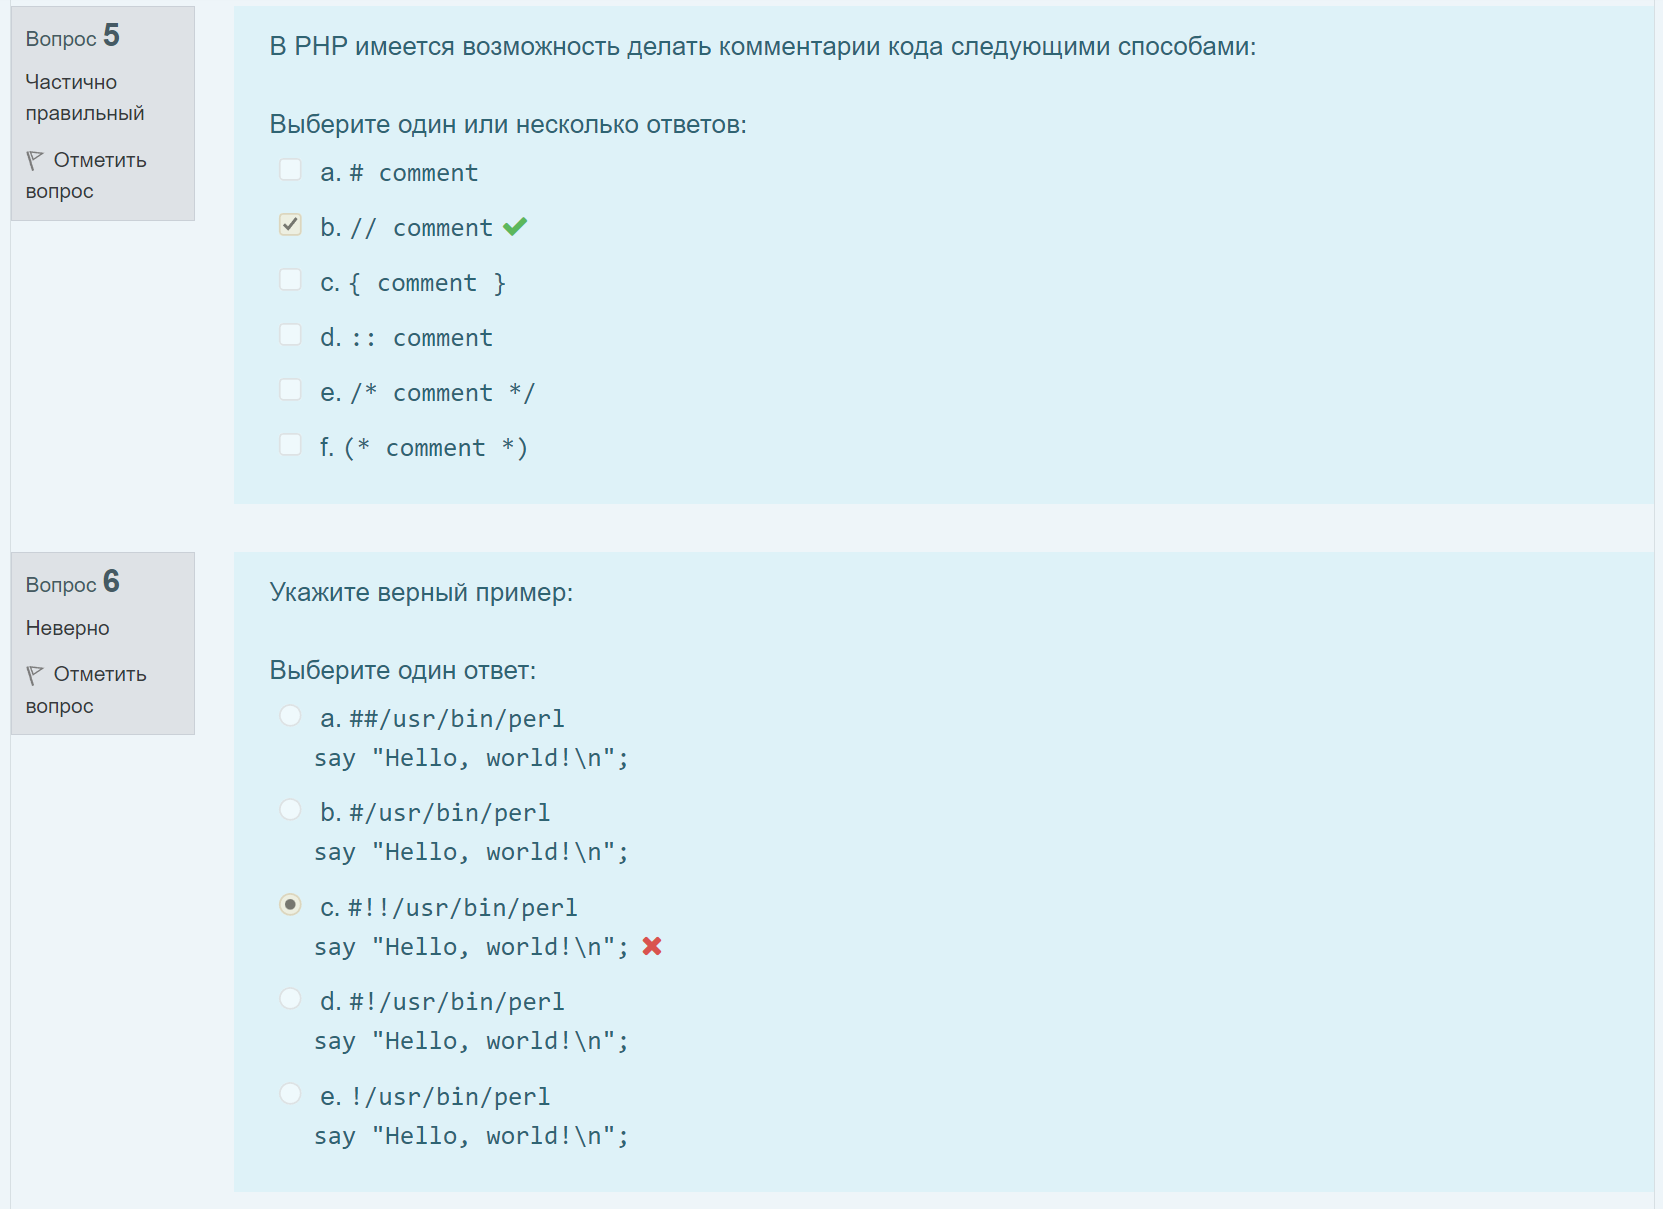 Вопрос 5
Частично
правильный
Отметить
вопрос
В PHP имеется возможность делать комментарии кода следующими способами:
Выберите один или несколько ответов:
a. # comment
b. // comment
c. { comment }
d. :: comment
e. /* comment */
f. (* comment *)
Вопрос 6
Неверно
Отметить
вопрос
Укажите верный пример:
Выберите один ответ:
a. ##/usr/bin/perl
say "Hello, world!\n";
b. #/usr/bin/perl
say "Hello, world!\n";
c. #!!/usr/bin/perl
say "Hello, world!\n";
d. #!/usr/bin/perl
say "Hello, world!\n";
e. !/usr/bin/perl
say "Hello, world!\n";